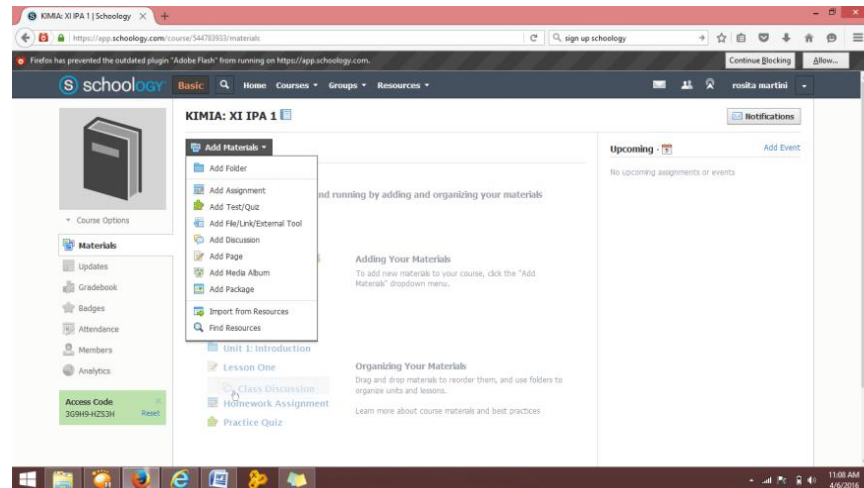 KIMIA: XI IPA 1 | Schoology
https://app.schoology.com/course/544783933/materials
sign up schoology
Firefox has prevented the outdated plugin "Adobe Flash" from running on https://app.schoology.com.
Continue Blocking
Allow...
S schoology Basic Home Courses Groups Resources rosita martini
KIMIA: XI IPA 1
Notifications
Add Materials
Upcoming ·
Add Event
No upcoming assignments or events
Add Folder
Add Assignment
nd running by adding and organizing your materials
Add Test/Quiz
Add File/Link/External Tool
Add Discussion
Add Page
Add Media Album
Add Package
Import from Resources
Find Resources
Course Options
Materials
Updates
Gradebook
Badges
Attendance
Members
Analytics
Access Code
3G9H9-HZS3H Reset
Adding Your Materials
To add new materials to your course, click the "Add
Materials" dropdown menu.
Unit 1: Introduction
Lesson One
Class Discussion
Homework Assignment
Practice Quiz
Organizing Your Materials
Drag and drop materials to reorder them, and use folders to
organize units and lessons.
Learn more about course materials and best practices
11:08 AM
4/6/2016